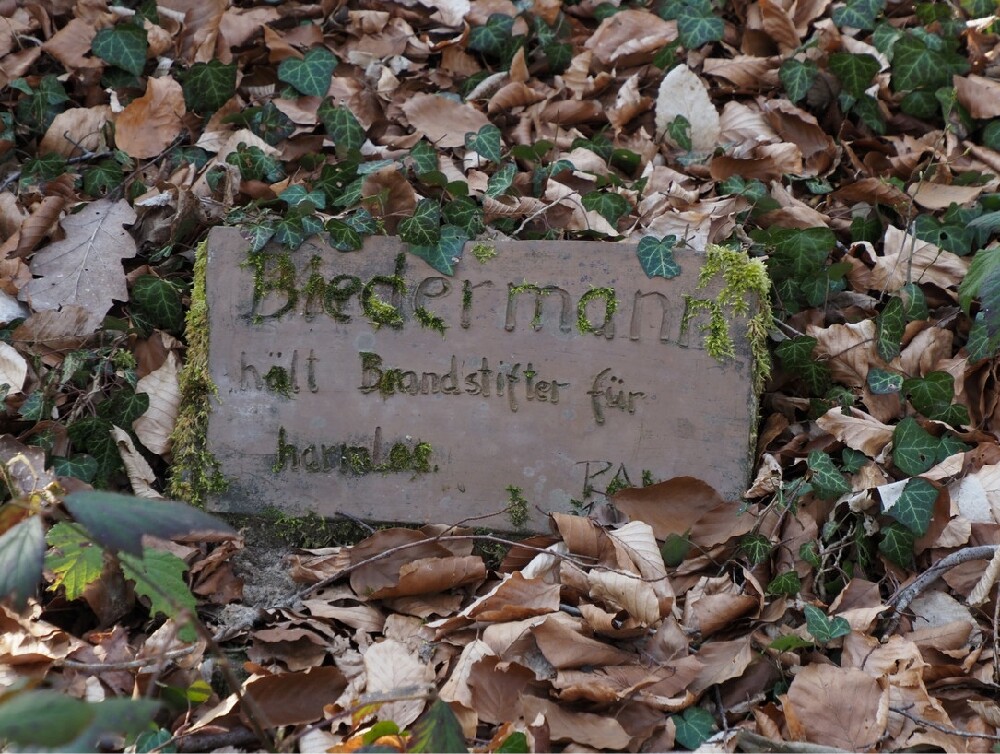 Biedermann
hält Brandstifter für
harmlos.